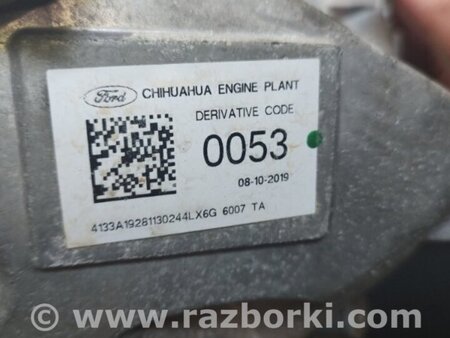 Ford CHIHUAHUA ENGINE PLANT
DERIVATIVE CODE
0053
08-10-2019
4133A19281130244LX6G 6007 TA
© www.razborki.com